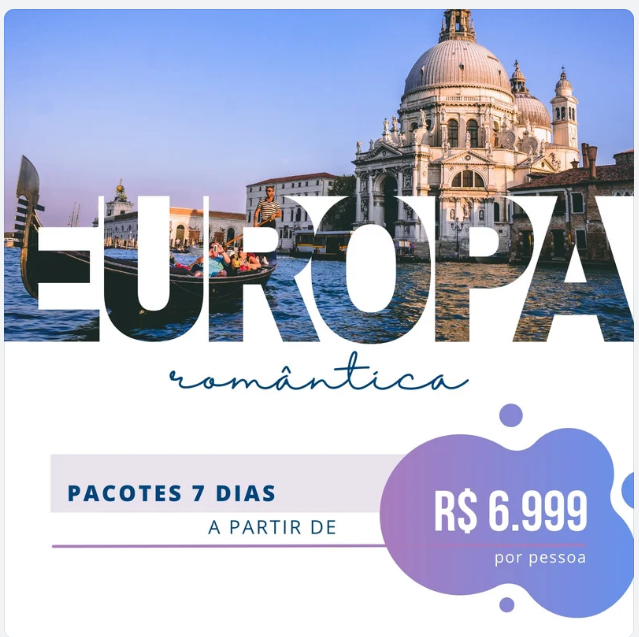 EUROPA
romântica
PACOTES 7 DIAS
A PARTIR DE
R$ 6.999
por pessoa